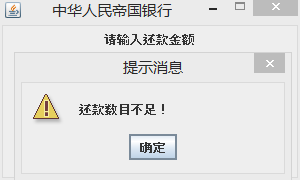 中华人民帝国银行
请输入还款金额
提示消息
还款数目不足！
确定